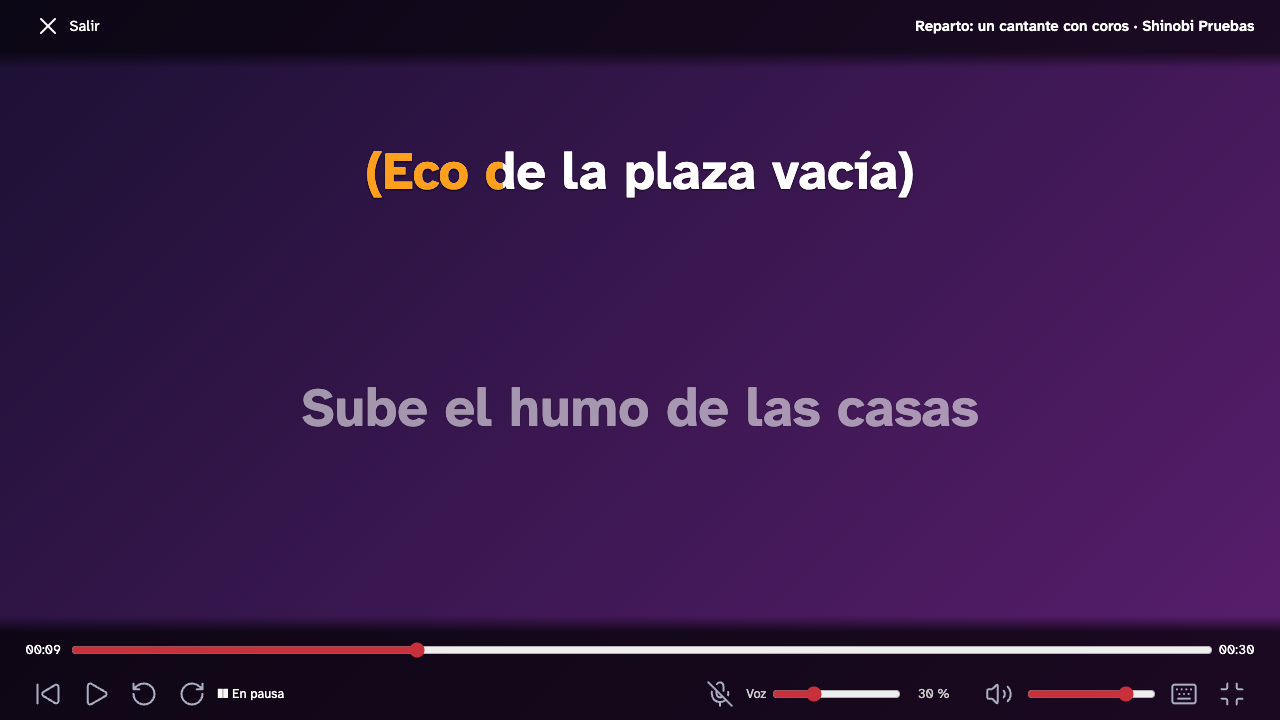 Salir
Reparto: un cantante con coros · Shinobi Pruebas
(Eco de la plaza vacía)
Sube el humo de las casas
00:09
00:30
En pausa
Voz
30 %